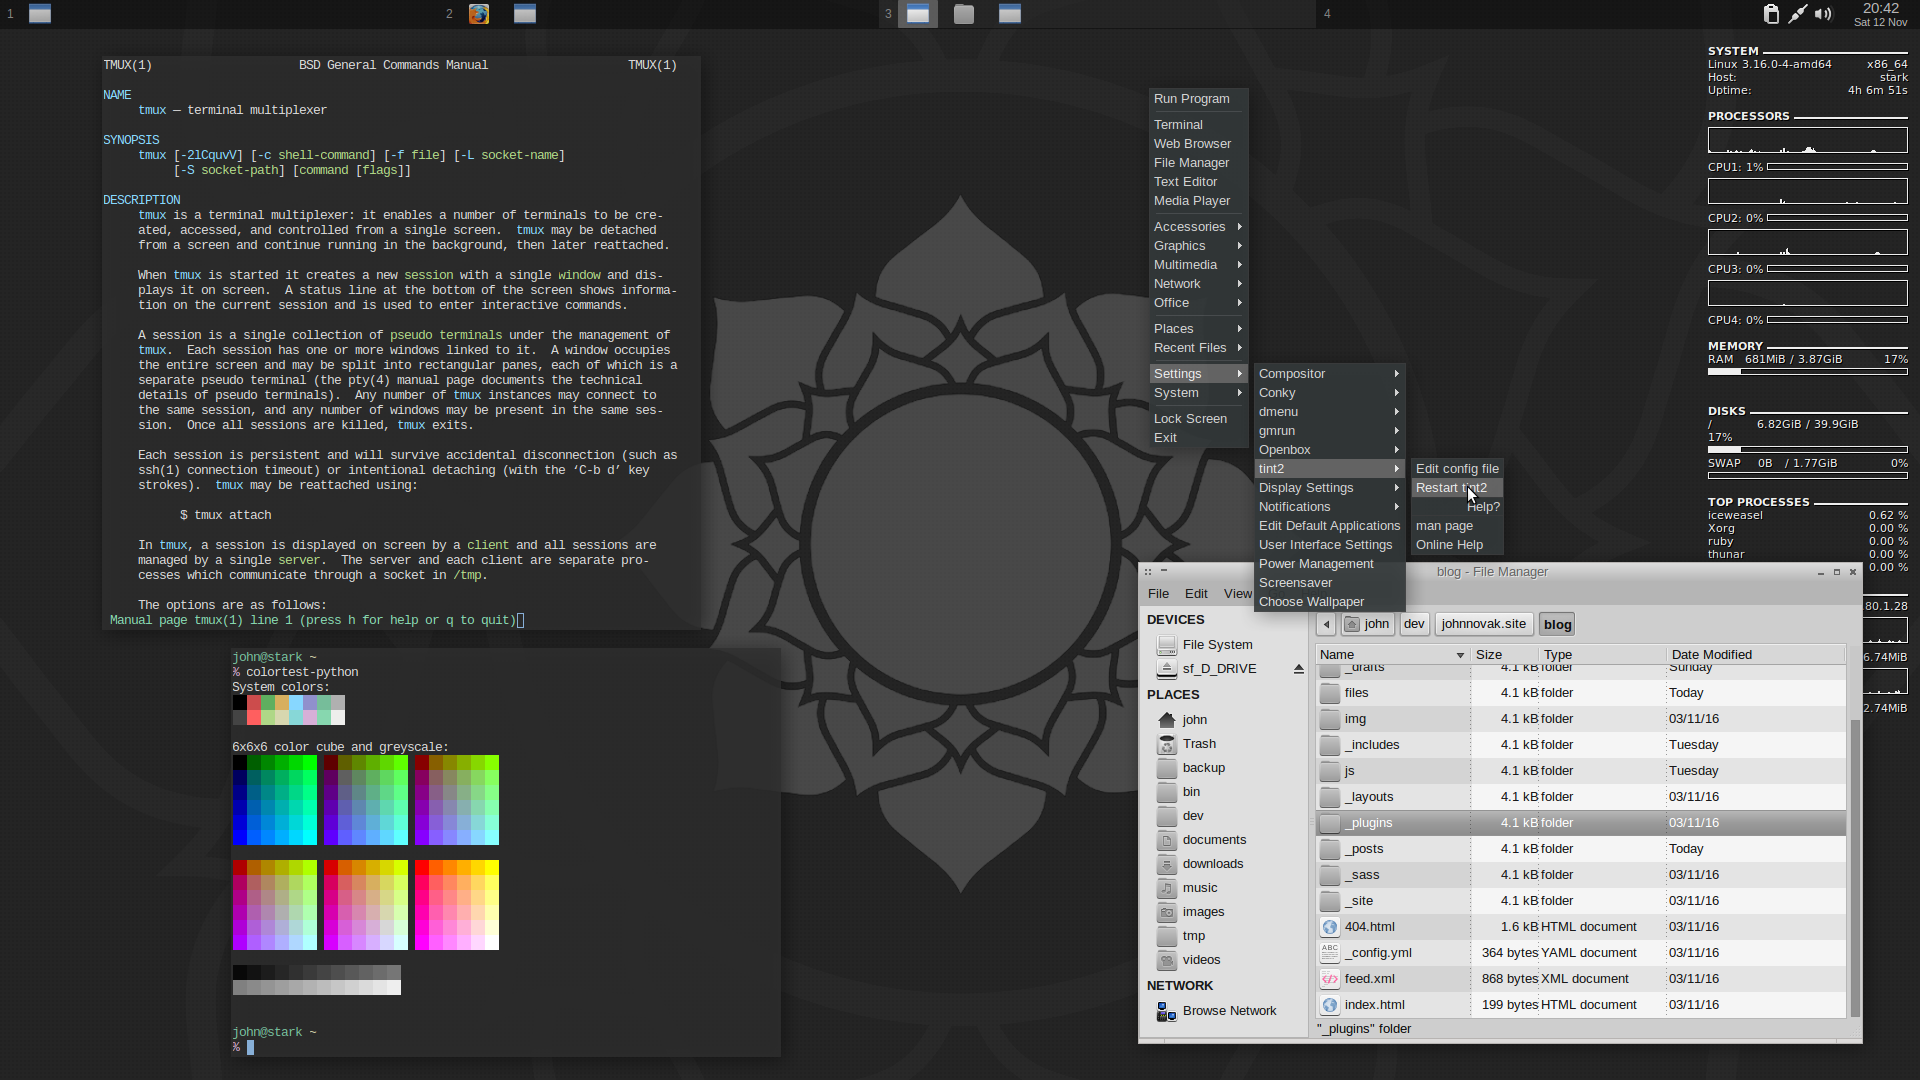 1
2
3
4
20:42
Sat 12 Nov
TMUX(1) BSD General Commands Manual TMUX(1)
NAME
tmux — terminal multiplexer
SYNOPSIS
tmux [-2lCquvV] [-c shell-command] [-f file] [-L socket-name]
[-S socket-path] [command [flags]]
DESCRIPTION
tmux is a terminal multiplexer: it enables a number of terminals to be cre-
ated, accessed, and controlled from a single screen. tmux may be detached
from a screen and continue running in the background, then later reattached.
When tmux is started it creates a new session with a single window and dis-
plays it on screen. A status line at the bottom of the screen shows informa-
tion on the current session and is used to enter interactive commands.
A session is a single collection of pseudo terminals under the management of
tmux. Each session has one or more windows linked to it. A window occupies
the entire screen and may be split into rectangular panes, each of which is a
separate pseudo terminal (the pty(4) manual page documents the technical
details of pseudo terminals). Any number of tmux instances may connect to
the same session, and any number of windows may be present in the same ses-
sion. Once all sessions are killed, tmux exits.
Each session is persistent and will survive accidental disconnection (such as
ssh(1) connection timeout) or intentional detaching (with the ‘C-b d’ key
strokes). tmux may be reattached using:
$ tmux attach
In tmux, a session is displayed on screen by a client and all sessions are
managed by a single server. The server and each client are separate pro-
cesses which communicate through a socket in /tmp.
The options are as follows:
Manual page tmux(1) line 1 (press h for help or q to quit)
john@stark ~
% colortest-python
System colors:
6x6x6 color cube and greyscale:
john@stark ~
%
Run Program
Terminal
Web Browser
File Manager
Text Editor
Media Player
Accessories
Graphics
Multimedia
Network
Office
Places
Recent Files
Settings
System
Lock Screen
Exit
Compositor
Conky
dmenu
gmrun
Openbox
tint2
Display Settings
Notifications
Edit Default Applications
User Interface Settings
Power Management
Screensaver
Choose Wallpaper
Edit config file
Restart tint2
Help?
man page
Online Help
SYSTEM
Linux 3.16.0-4-amd64 x86_64
Host: stark
Uptime: 4h 6m 51s
PROCESSORS
CPU1: 1%
CPU2: 0%
CPU3: 0%
CPU4: 0%
MEMORY
RAM 681MiB / 3.87GiB 17%
DISKS
/ 6.82GiB / 39.9GiB
17%
SWAP 0B / 1.77GiB 0%
TOP PROCESSES
iceweasel 0.62 %
Xorg 0.00 %
ruby 0.00 %
thunar 0.00 %
0.00 %
80.1.28
6.74MiB
2.74MiB
blog - File Manager
File Edit View
DEVICES
File System
sf_D_DRIVE
PLACES
john
Trash
backup
bin
dev
documents
downloads
music
images
tmp
videos
NETWORK
Browse Network
john dev johnnovak.site blog
Name Size Type Date Modified
_drafts 4.1 kB folder Sunday
files 4.1 kB folder Today
img 4.1 kB folder 03/11/16
_includes 4.1 kB folder Tuesday
js 4.1 kB folder Tuesday
_layouts 4.1 kB folder 03/11/16
_plugins 4.1 kB folder 03/11/16
_posts 4.1 kB folder Today
_sass 4.1 kB folder 03/11/16
_site 4.1 kB folder 03/11/16
404.html 1.6 kB HTML document 03/11/16
_config.yml 364 bytes YAML document 03/11/16
feed.xml 868 bytes XML document 03/11/16
index.html 199 bytes HTML document 03/11/16
"_plugins" folder